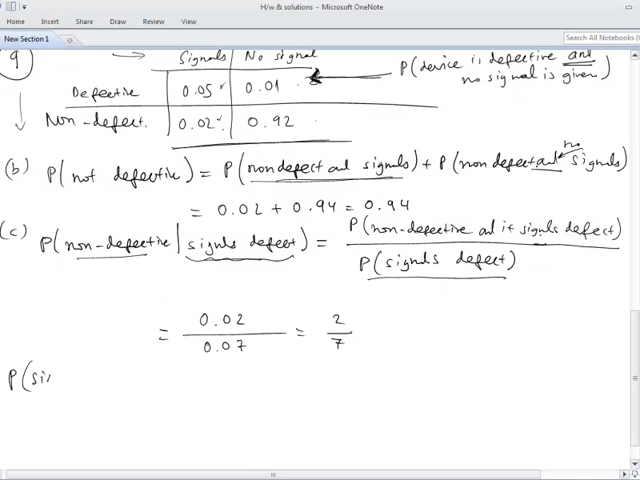 H/w & solutions - Microsoft OneNote
Home Insert Share Draw Review View
New Section 1
Search All Notebooks (
9
Signals No signal
P(device is defective and
no signal is given)
Defective 0.05 0.01
Non-defect. 0.02 0.92
no
(b) P(not defective) = P(nondefect and signals) + P(nondefect and signals)
= 0.02 + 0.94 = 0.94
(c) P(non-defective | signals defect) = P(non-defective and it signals defect)
P(signals defect)
= 0.02 = 2
0.07 7
P(si